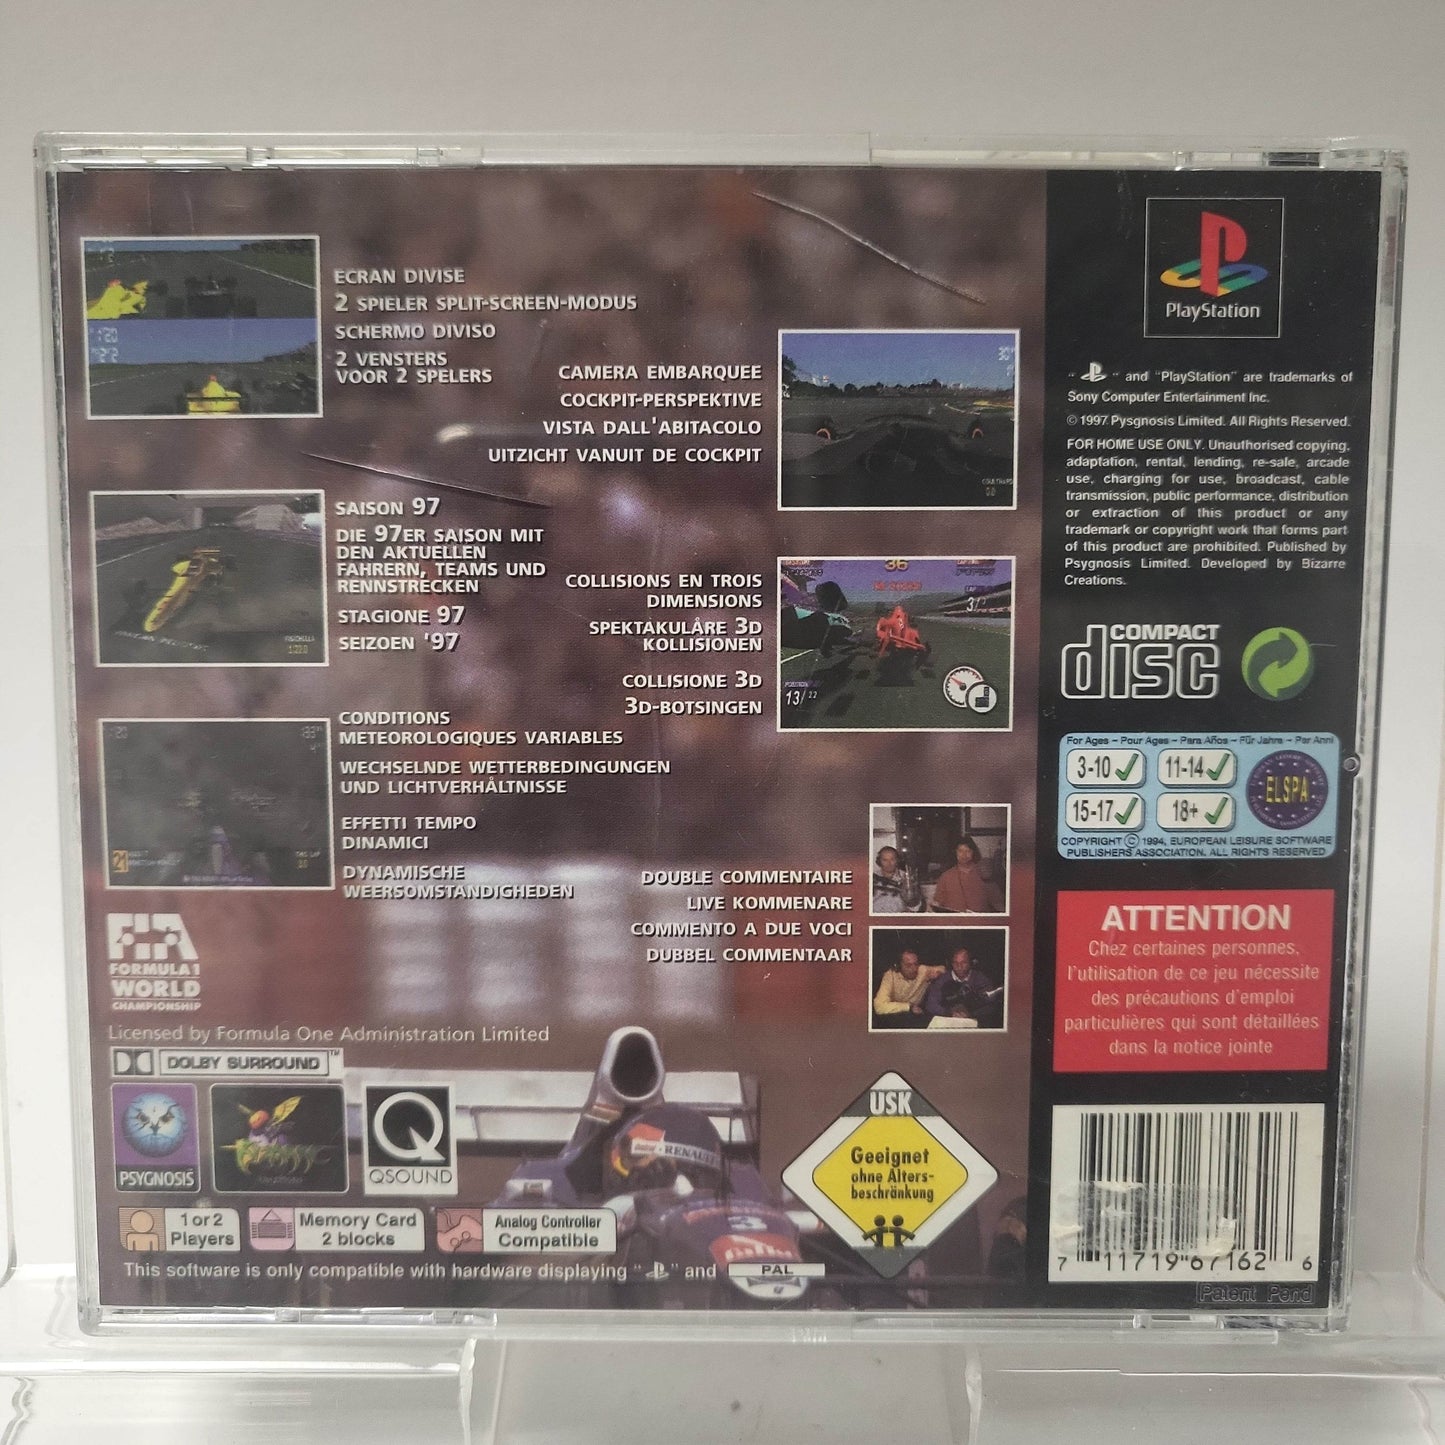 ECRAN DIVISE
2 SPIELER SPLIT-SCREEN-MODUS
SCHERMO DIVISO
2 VENSTERS
VOOR 2 SPELERS
CAMERA EMBARQUEE
COCKPIT-PERSPEKTIVE
VISTA DALL'ABITACOLO
UITZICHT VANUIT DE COCKPIT
SAISON 97
DIE 97ER SAISON MIT
DEN AKTUELLEN
FAHRERN, TEAMS UND
RENNSTRECKEN
STAGIONE 97
SEIZOEN '97
COLLISIONS EN TROIS
DIMENSIONS
SPEKTAKULÅRE 3D
KOLLISIONEN
COLLISIONE 3D
3D-BOTSINGEN
36
13/22
CONDITIONS
METEOROLOGIQUES VARIABLES
WECHSELNDE WETTERBEDINGUNGEN
UND LICHTVERHÅLTNISSE
EFFETTI TEMPO
DINAMICI
DYNAMISCHE
WEERSOMSTANDIGHEDEN
DOUBLE COMMENTAIRE
LIVE KOMMENARE
COMMENTO A DUE VOCI
DUBBEL COMMENTAAR
FIA
FORMULA 1
WORLD
CHAMPIONSHIP
Licensed by Formula One Administration Limited
DOLBY SURROUND™
PSYGNOSIS
QSOUND
RENAULT
3
1 or 2
Players
Memory Card
2 blocks
Analog Controller
Compatible
This software is only compatible with hardware displaying " " and PAL
USK
Geeignet
ohne Alters-
beschränkung
PlayStation
" " and "PlayStation" are trademarks of
Sony Computer Entertainment Inc.
© 1997 Pysgnosis Limited. All Rights Reserved.
FOR HOME USE ONLY. Unauthorised copying,
adaptation, rental, lending, re-sale, arcade
use, charging for use, broadcast, cable
transmission, public performance, distribution
or extraction of this product or any
trademark or copyright work that forms part
of this product are prohibited. Published by
Psygnosis Limited. Developed by Bizarre
Creations.
COMPACT
disc
For Ages – Pour Ages – Para Años – Für Jahre – Per Anni
3-10 11-14
15-17 18+
ELSPA
COPYRIGHT © 1994, EUROPEAN LEISURE SOFTWARE
PUBLISHERS ASSOCIATION. ALL RIGHTS RESERVED
ATTENTION
Chez certaines personnes,
l'utilisation de ce jeu nécessite
des précautions d'emploi
particulières qui sont détaillées
dans la notice jointe
7 11719 67162 6
Patent Pend